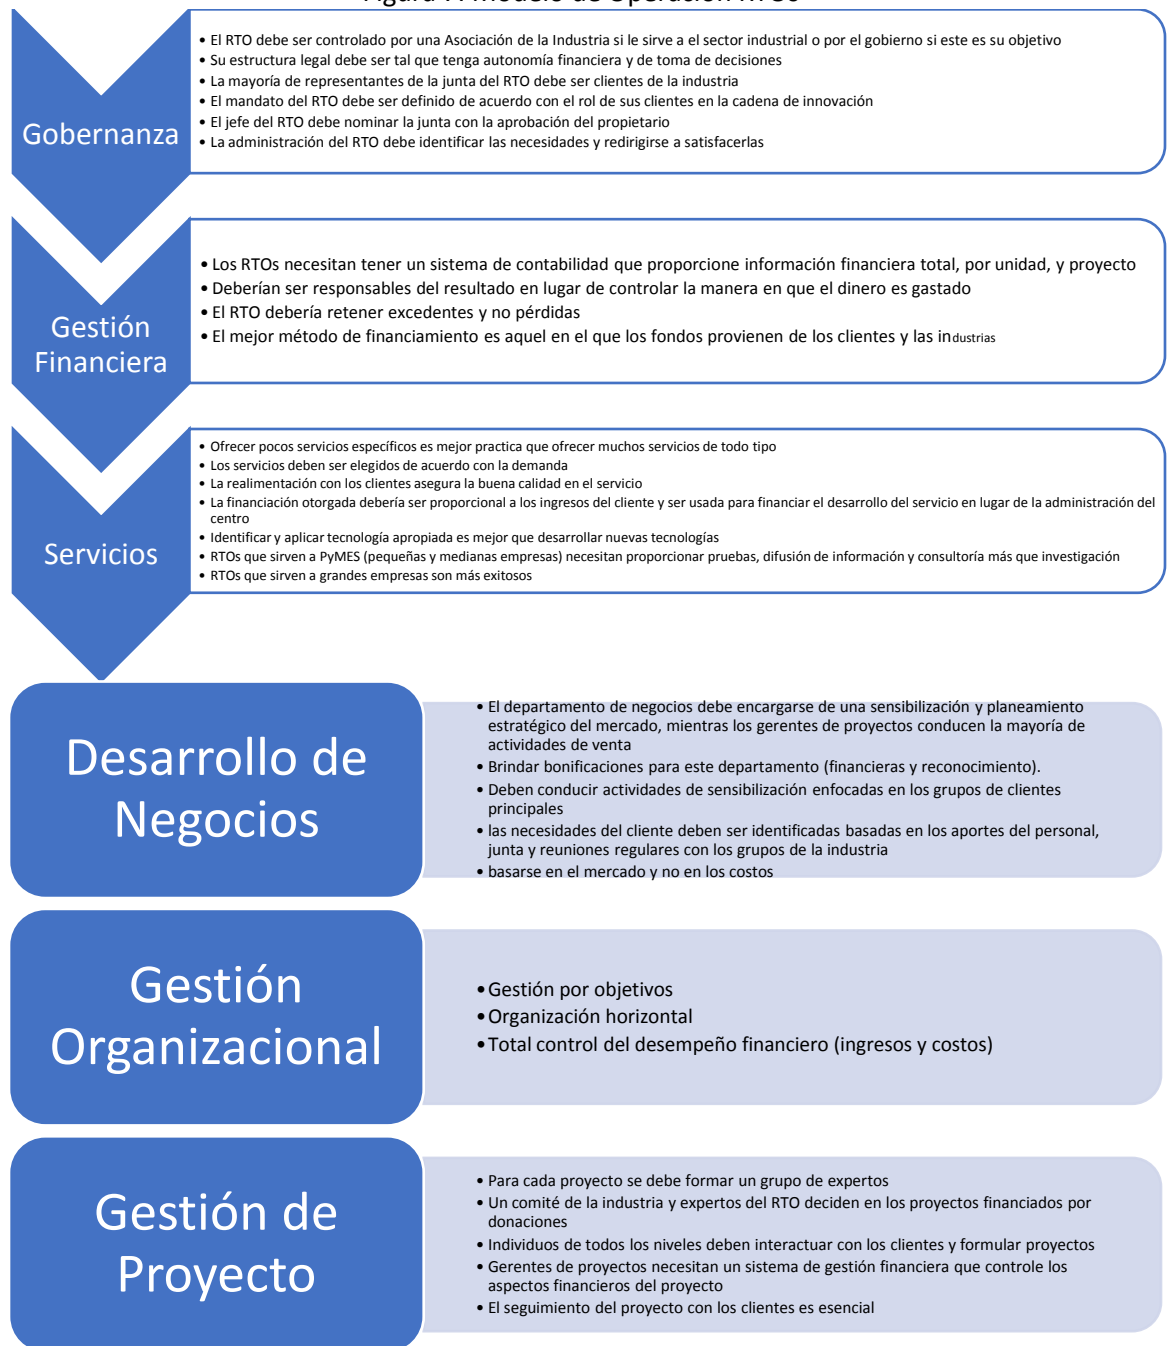 Gobernanza
• El RTO debe ser controlado por una Asociación de la Industria si le sirve a el sector industrial o por el gobierno si este es su objetivo
• Su estructura legal debe ser tal que tenga autonomía financiera y de toma de decisiones
• La mayoría de representantes de la junta del RTO debe ser clientes de la industria
• El mandato del RTO debe ser definido de acuerdo con el rol de sus clientes en la cadena de innovación
• El jefe del RTO debe nominar la junta con la aprobación del propietario
• La administración del RTO debe identificar las necesidades y redirigirse a satisfacerlas
Gestión
Financiera
• Los RTOs necesitan tener un sistema de contabilidad que proporcione información financiera total, por unidad, y proyecto
• Deberían ser responsables del resultado en lugar de controlar la manera en que el dinero es gastado
• El RTO debería retener excedentes y no pérdidas
• El mejor método de financiamiento es aquel en el que los fondos provienen de los clientes y las industrias
Servicios
• Ofrecer pocos servicios específicos es mejor practica que ofrecer muchos servicios de todo tipo
• Los servicios deben ser elegidos de acuerdo con la demanda
• La realimentación con los clientes asegura la buena calidad en el servicio
• La financiación otorgada debería ser proporcional a los ingresos del cliente y ser usada para financiar el desarrollo del servicio en lugar de la administración del
centro
• Identificar y aplicar tecnología apropiada es mejor que desarrollar nuevas tecnologías
• RTOs que sirven a PyMES (pequeñas y medianas empresas) necesitan proporcionar pruebas, difusión de información y consultoría más que investigación
• RTOs que sirven a grandes empresas son más exitosos
Desarrollo de
Negocios
• El departamento de negocios debe encargarse de una sensibilización y planeamiento
estratégico del mercado, mientras los gerentes de proyectos conducen la mayoría de
actividades de venta
• Brindar bonificaciones para este departamento (financieras y reconocimiento).
• Deben conducir actividades de sensibilización enfocadas en los grupos de clientes
principales
• las necesidades del cliente deben ser identificadas basadas en los aportes del personal,
junta y reuniones regulares con los grupos de la industria
• basarse en el mercado y no en los costos
Gestión
Organizacional
• Gestión por objetivos
• Organización horizontal
• Total control del desempeño financiero (ingresos y costos)
Gestión de
Proyecto
• Para cada proyecto se debe formar un grupo de expertos
• Un comité de la industria y expertos del RTO deciden en los proyectos financiados por
donaciones
• Individuos de todos los niveles deben interactuar con los clientes y formular proyectos
• Gerentes de proyectos necesitan un sistema de gestión financiera que controle los
aspectos financieros del proyecto
• El seguimiento del proyecto con los clientes es esencial